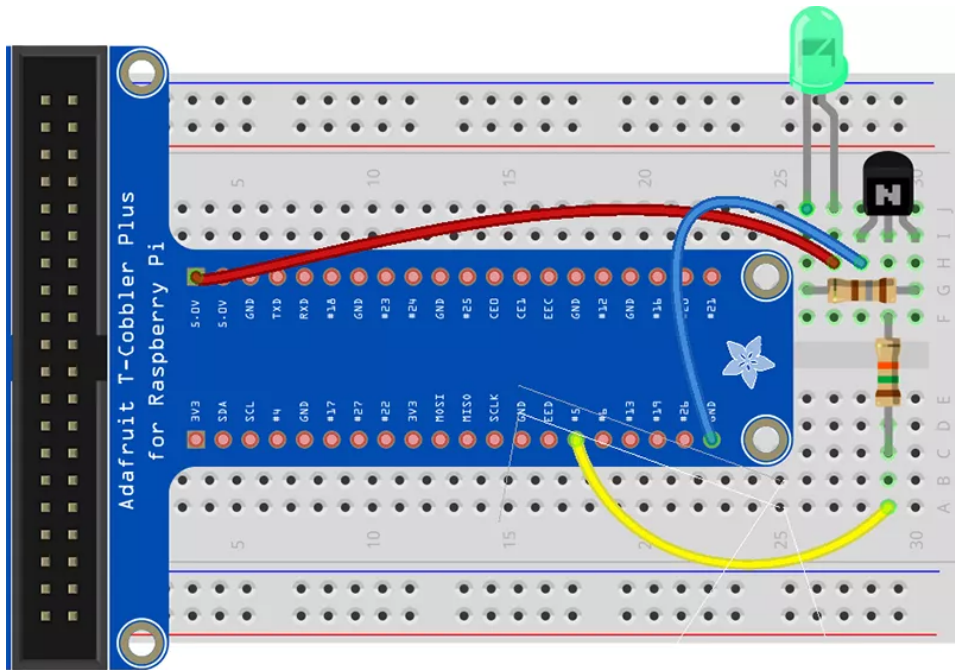 Adafruit T-Cobbler Plus
for Raspberry Pi
5 10 15 20 25 30
J
I
H
G
F
5.0V 5.0V GND TXD RXD #18 GND #23 #24 GND #25 CE0 CE1 EEC GND #12 GND #16 #21
3V3 SDA SCL #4 GND #17 #27 #22 3V3 MOSI MISO SCLK GND EED #5 #6 #13 #19 #26 GND
E
D
C
B
A
5 10 15 25 30